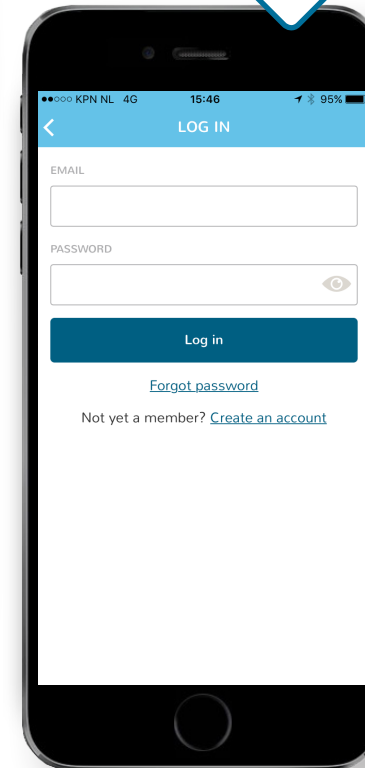 KPN NL 4G 15:46 95%
LOG IN
EMAIL
PASSWORD
Log in
Forgot password
Not yet a member? Create an account